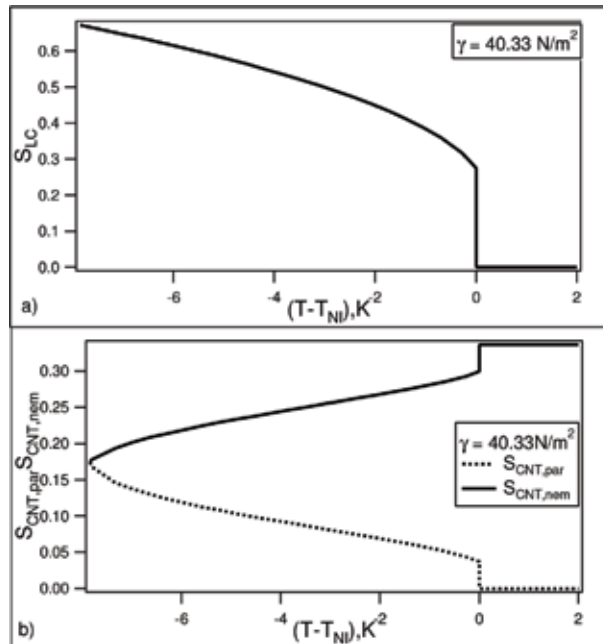 γ = 40.33 N/m²
0.6
0.5
0.4
0.3
0.2
0.1
0.0
S_LC
-6 -4 -2 0 2
a) (T-T_NI),K⁻²
0.30
0.25
0.20
0.15
0.10
0.05
0.00
S_CNT,par S_CNT,nem
γ = 40.33N/m²
S_CNT,par
S_CNT,nem
-6 -4 -2 0 2
b) (T-T_NI),K⁻²